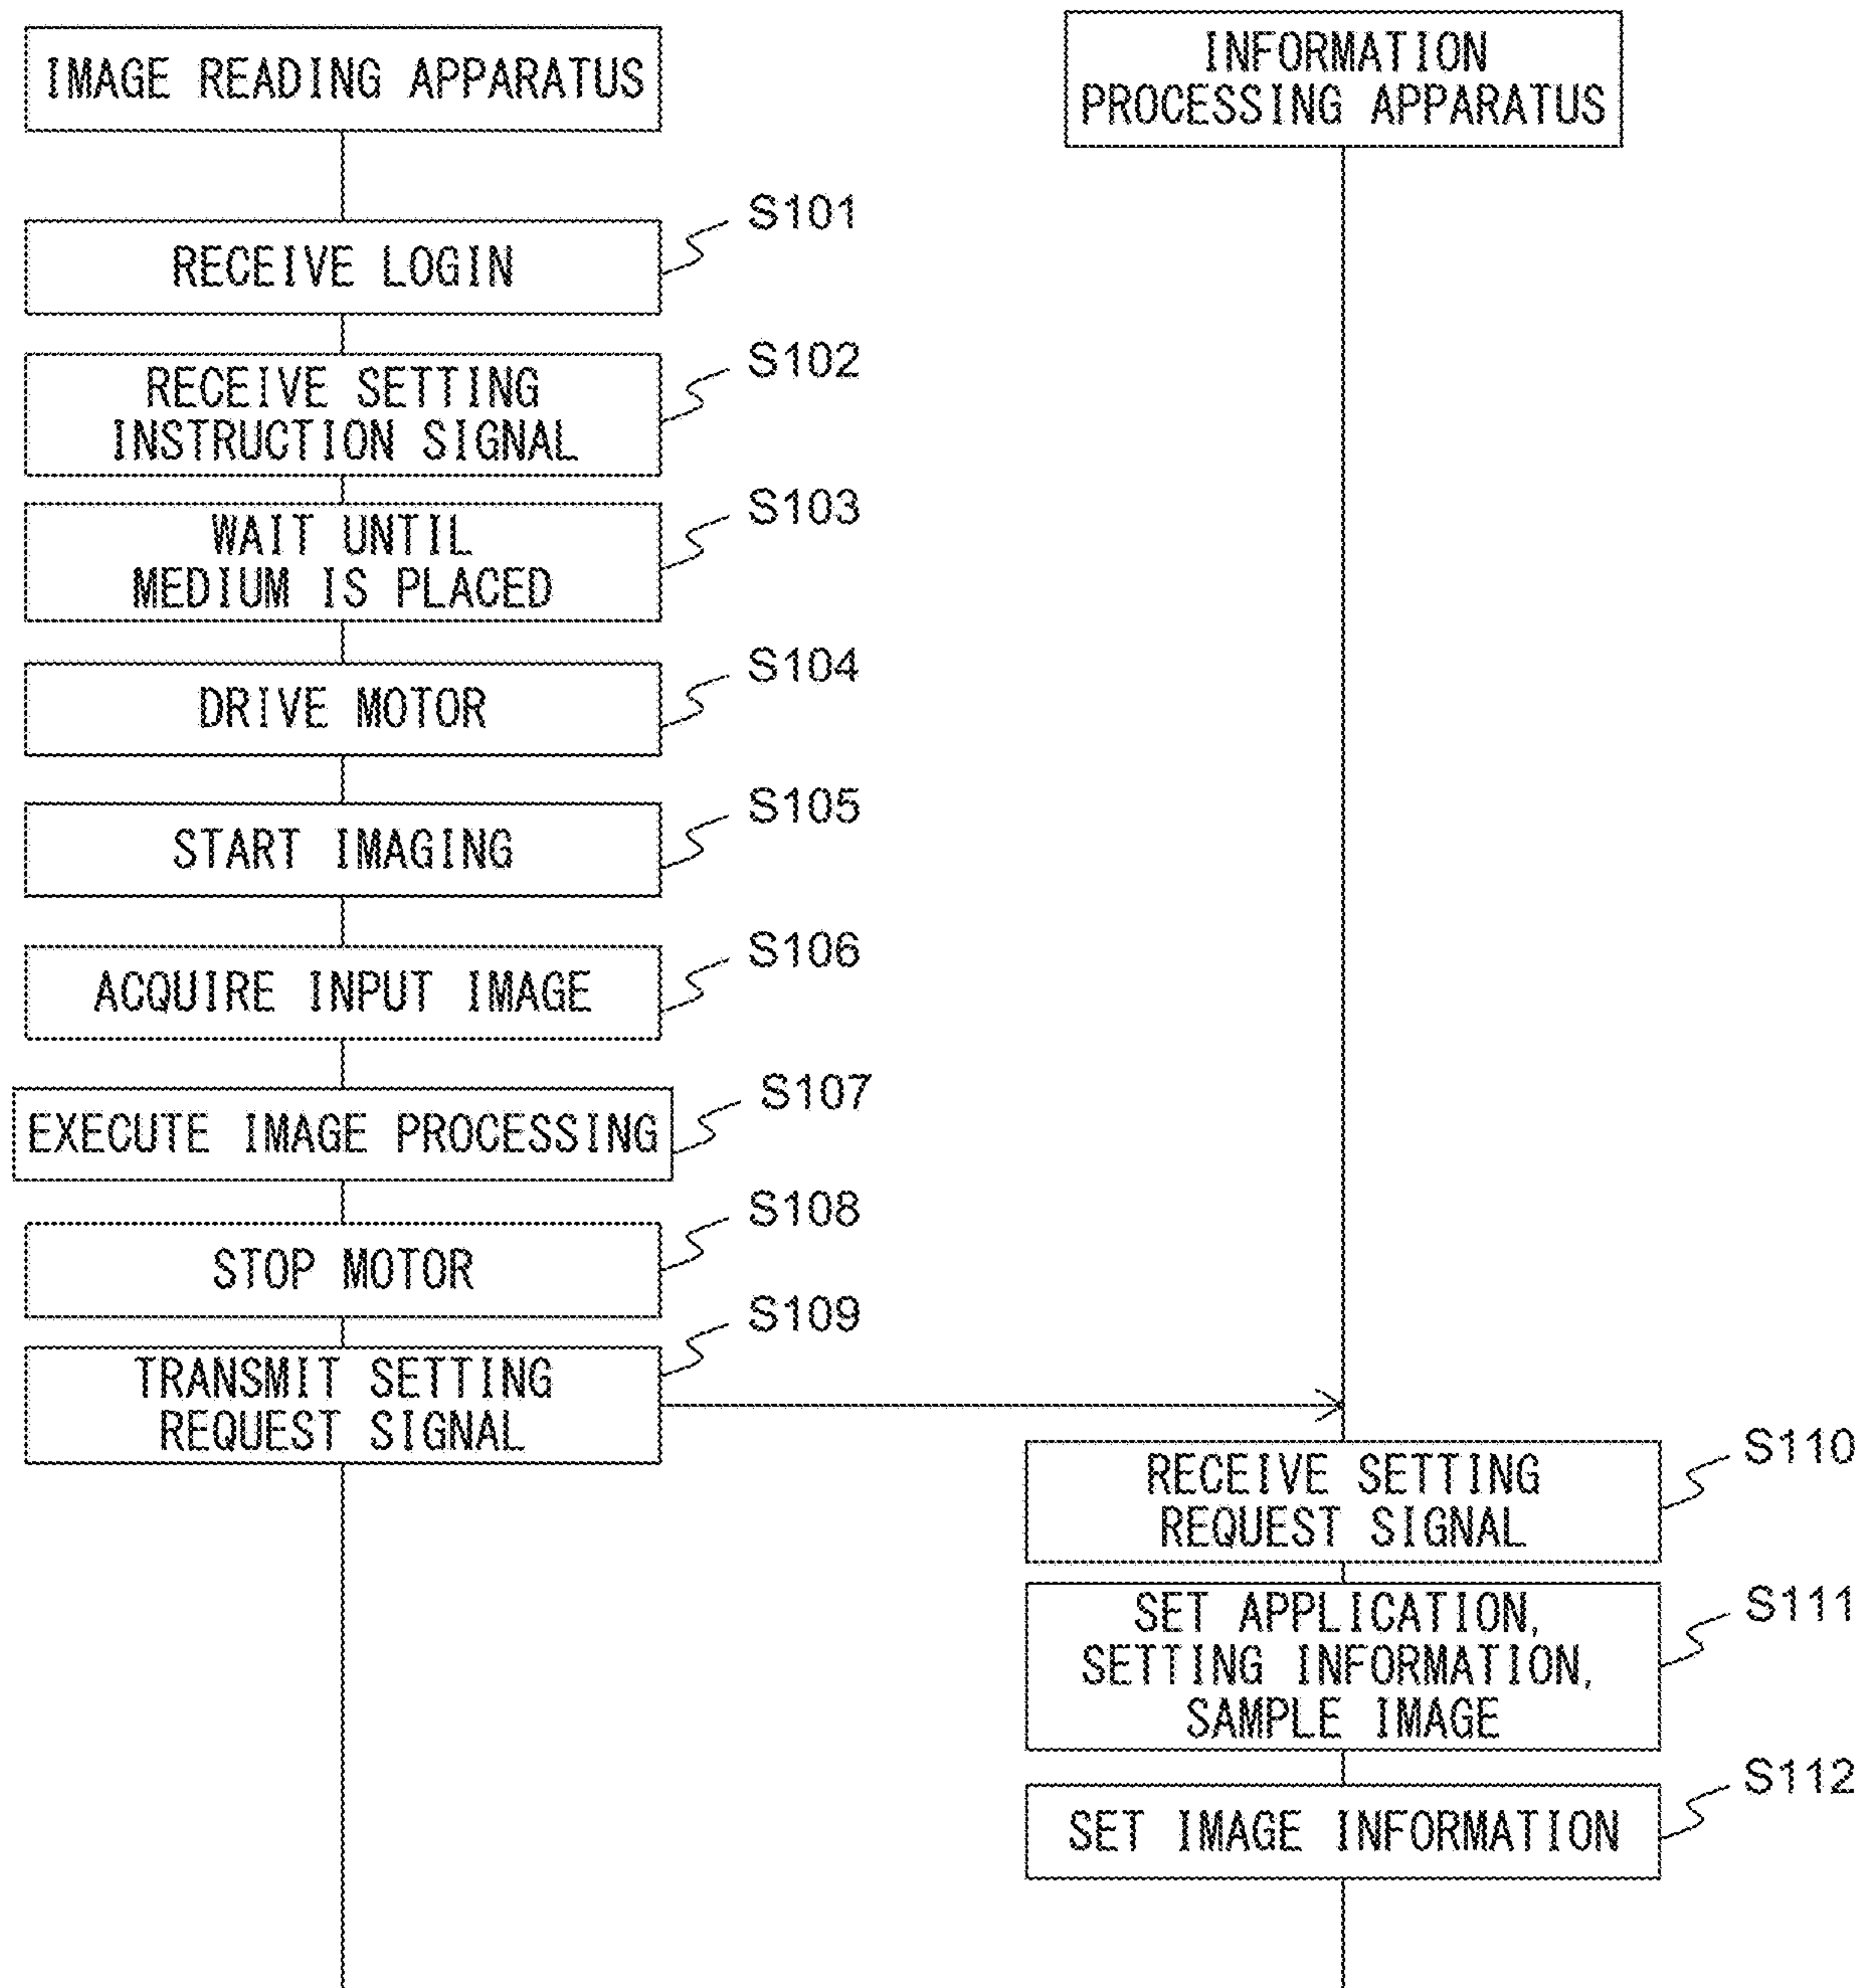 IMAGE READING APPARATUS
INFORMATION
PROCESSING APPARATUS
S101
RECEIVE LOGIN
S102
RECEIVE SETTING
INSTRUCTION SIGNAL
S103
WAIT UNTIL
MEDIUM IS PLACED
S104
DRIVE MOTOR
S105
START IMAGING
S106
ACQUIRE INPUT IMAGE
S107
EXECUTE IMAGE PROCESSING
S108
STOP MOTOR
S109
TRANSMIT SETTING
REQUEST SIGNAL
S110
RECEIVE SETTING
REQUEST SIGNAL
S111
SET APPLICATION,
SETTING INFORMATION,
SAMPLE IMAGE
S112
SET IMAGE INFORMATION